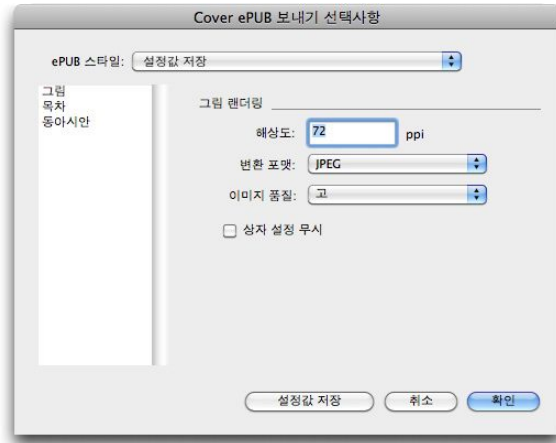 Cover ePUB 보내기 선택사항
ePUB 스타일: 설정값 저장
그림
목차
동아시안
그림 랜더링
해상도: 72 ppi
변환 포맷: JPEG
이미지 품질: 고
상자 설정 무시
설정값 저장 취소 확인